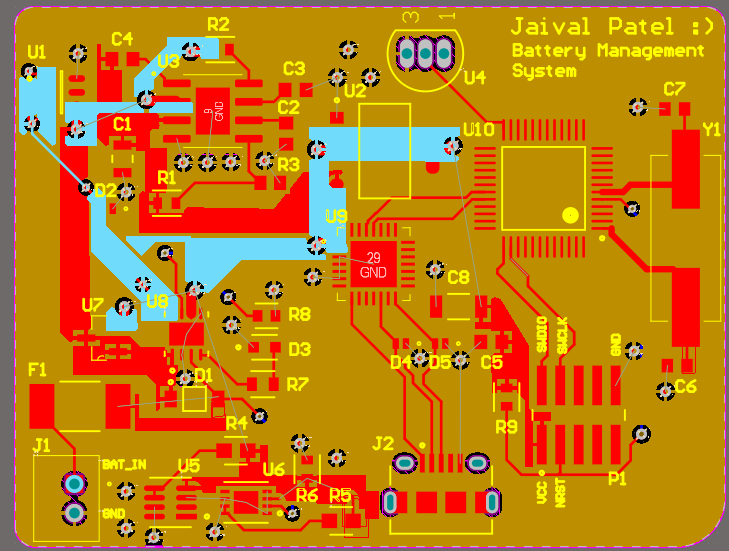 Jaival Patel :)
Battery Management
System
3
1
U4
R2
C4
U1
U3
C3
U2
C2
9
GND
C1
R3
D2
R1
U9
U10
C7
Y1
29
GND
C8
U7
U8
R8
D3
D4
D5
C5
SWDIO
SWCLK
GND
F1
D1
R7
C6
R4
R9
J1
BAT_IN
U5
U6
J2
R6
R5
GND
VCC
NRST
P1